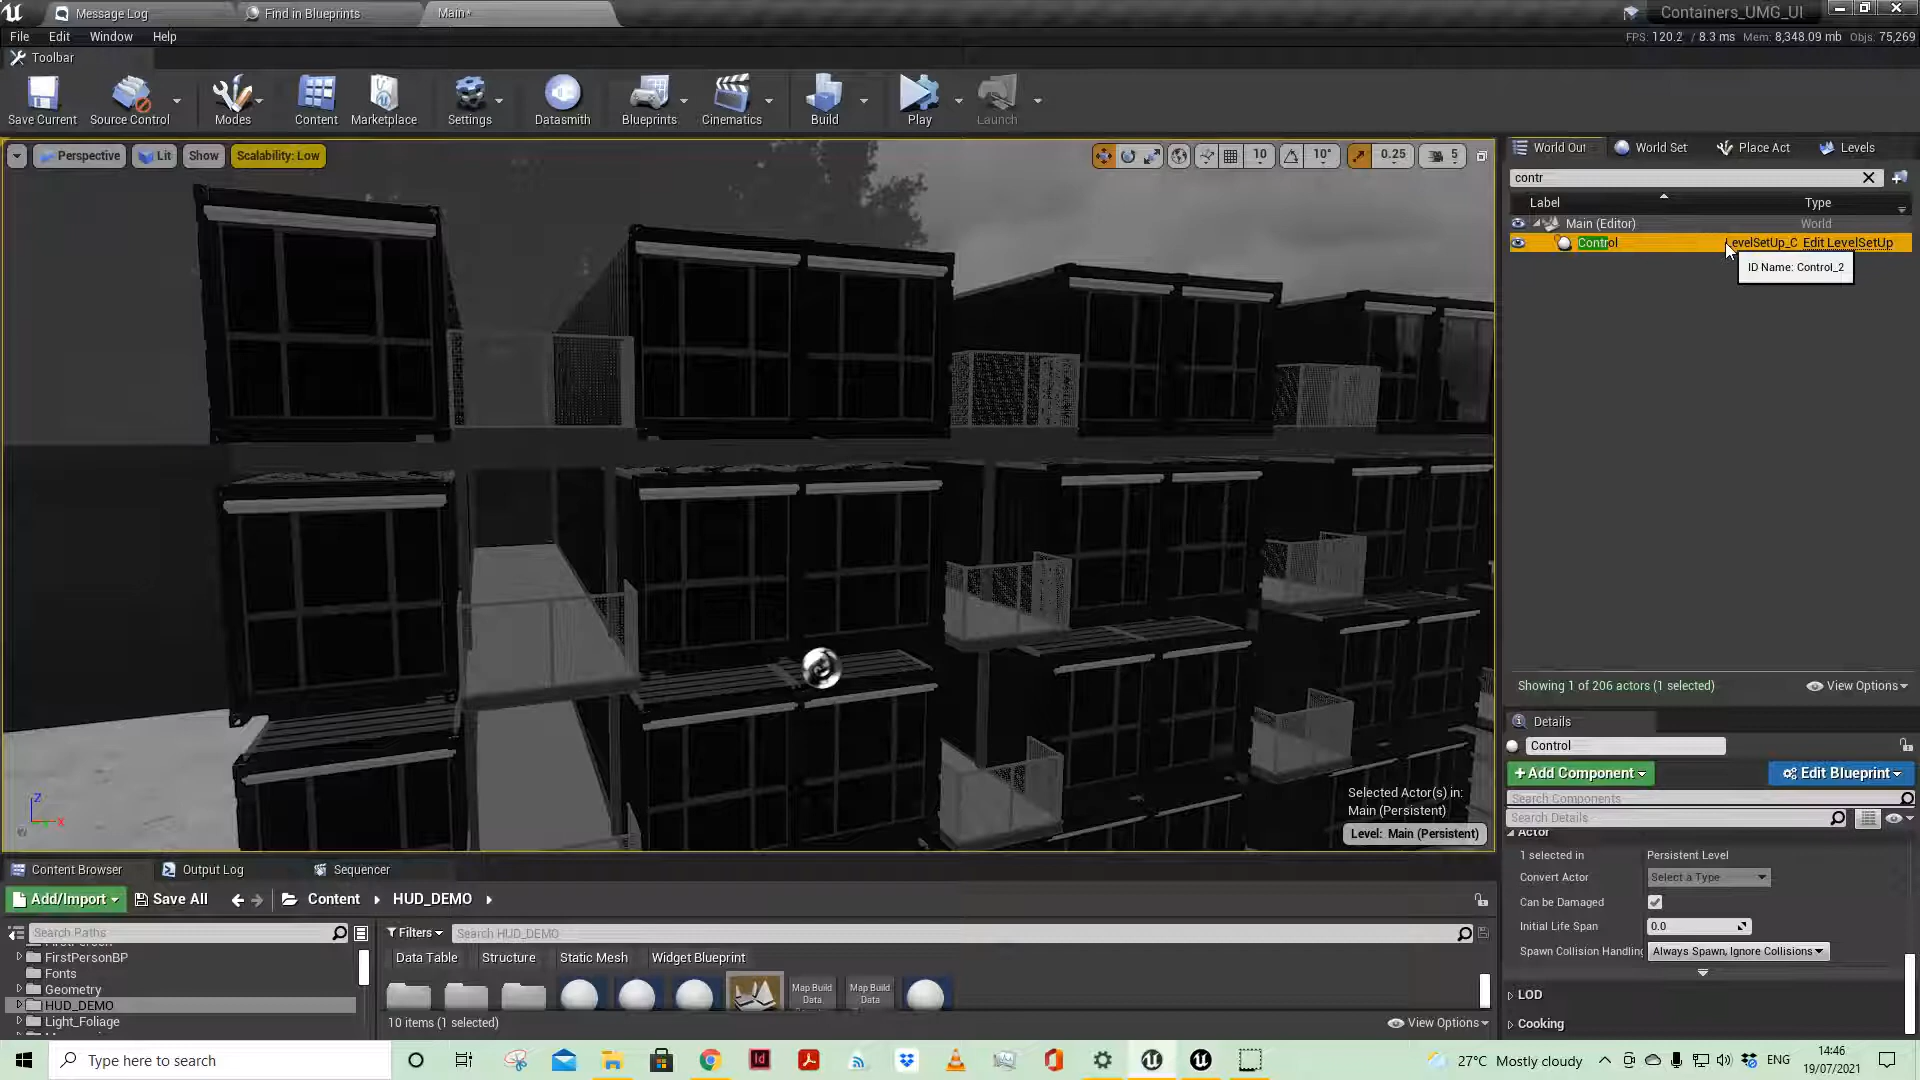 Message Log
Find in Blueprints
Main*
Containers_UMG_UI
File Edit Window Help
FPS: 120.2 / 8.3 ms Mem: 8,348.09 mb Objs: 75,269
Toolbar
Save Current
Source Control
Modes
Content
Marketplace
Settings
Datasmith
Blueprints
Cinematics
Build
Play
Launch
Perspective
Lit
Show
Scalability: Low
10
10°
0.25
5
World Out
World Set
Place Act
Levels
contr
Label
Type
Main (Editor)
World
Control
LevelSetUp_C Edit LevelSetUp
ID Name: Control_2
Showing 1 of 206 actors (1 selected)
View Options
Details
Control
+Add Component
Edit Blueprint
Search Components
Search Details
Actor
1 selected in
Persistent Level
Convert Actor
Select a Type
Can be Damaged
Initial Life Span
0.0
Spawn Collision Handling
Always Spawn, Ignore Collisions
LOD
Cooking
Z
X
Selected Actor(s) in:
Main (Persistent)
Level: Main (Persistent)
Content Browser
Output Log
Sequencer
Add/Import
Save All
Content
HUD_DEMO
Search Paths
Filters
Search HUD_DEMO
FirstPerson
FirstPersonBP
Fonts
Geometry
HUD_DEMO
Light_Foliage
Data Table
Structure
Static Mesh
Widget Blueprint
Map Build
Data
Map Build
Data
10 items (1 selected)
View Options
Type here to search
27°C Mostly cloudy
ENG
14:46
19/07/2021